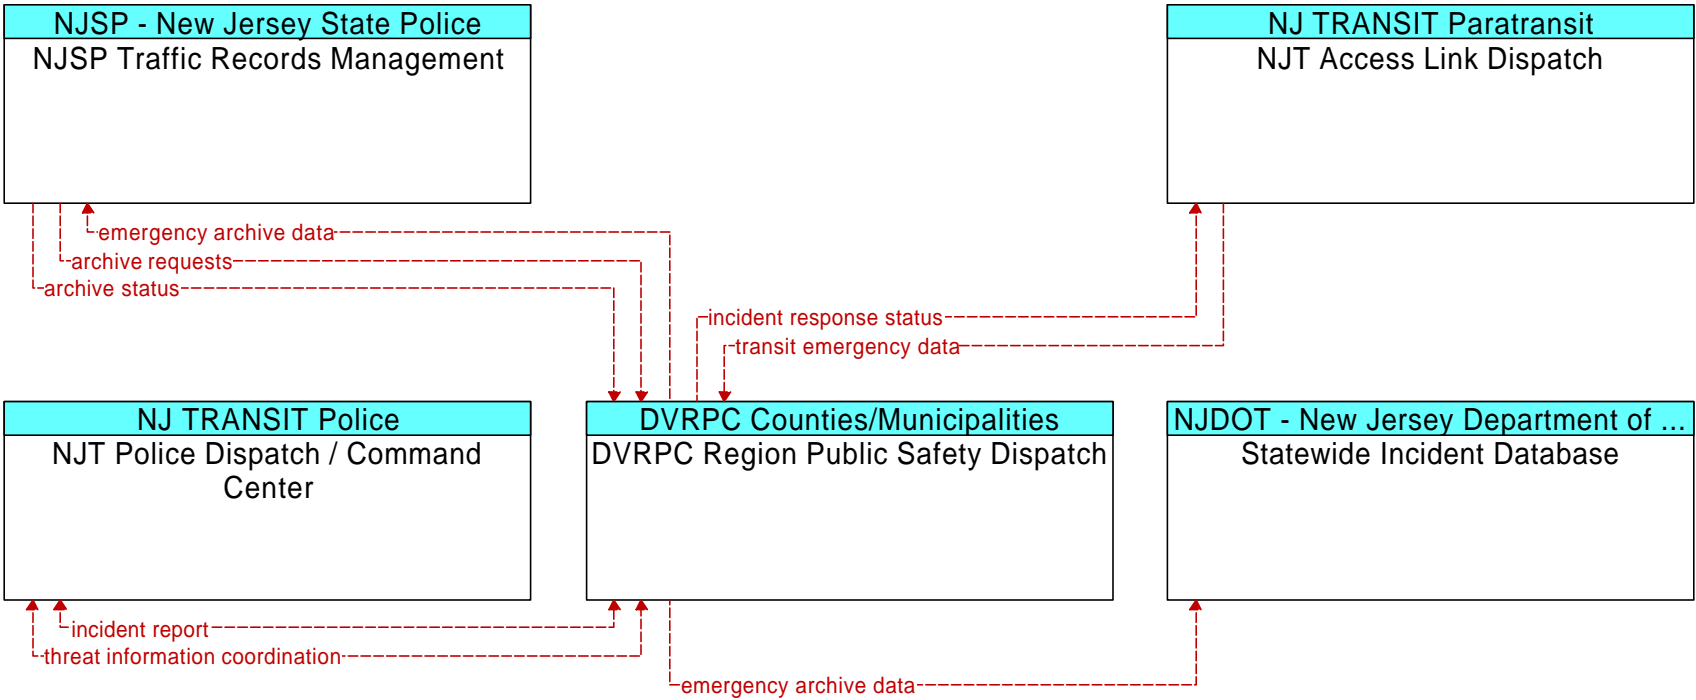 NJSP - New Jersey State Police
NJSP Traffic Records Management
NJ TRANSIT Paratransit
NJT Access Link Dispatch
emergency archive data
archive requests
archive status
incident response status
transit emergency data
NJ TRANSIT Police
NJT Police Dispatch / Command
Center
DVRPC Counties/Municipalities
DVRPC Region Public Safety Dispatch
NJDOT - New Jersey Department of ...
Statewide Incident Database
incident report
threat information coordination
emergency archive data